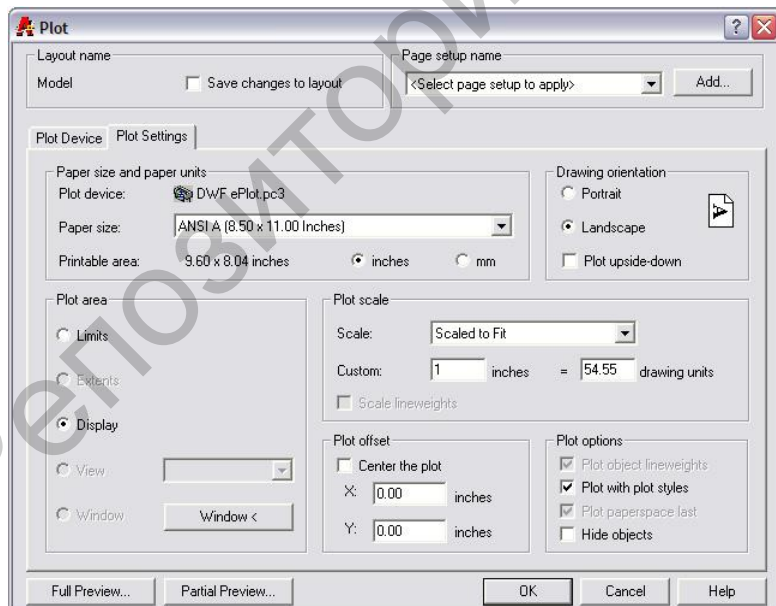 Plot
Layout name
Model
Save changes to layout
Page setup name
<Select page setup to apply>
Add...
Plot Device
Plot Settings
Paper size and paper units
Plot device:
DWF ePlot.pc3
Paper size:
ANSI A (8.50 x 11.00 Inches)
Printable area:
9.60 x 8.04 inches
inches
mm
Drawing orientation
Portrait
Landscape
Plot upside-down
A
Plot area
Limits
Extents
Display
View
Window
Window <
Plot scale
Scale:
Scaled to Fit
Custom:
1
inches
=
54.55
drawing units
Scale lineweights
Plot offset
Center the plot
X:
0.00
inches
Y:
0.00
inches
Plot options
Plot object lineweights
Plot with plot styles
Plot paperspace last
Hide objects
Full Preview...
Partial Preview...
OK
Cancel
Help
Репозитори